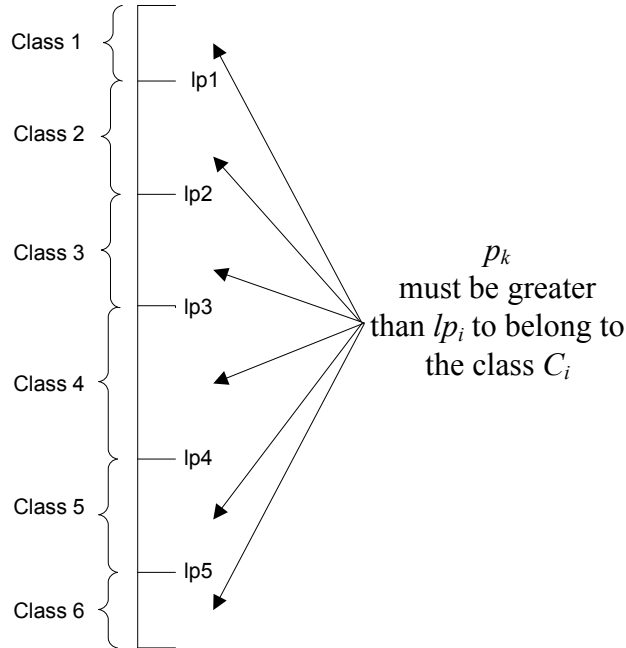 Class 1
lp1
Class 2
lp2
Class 3
lp3
Class 4
lp4
Class 5
lp5
Class 6
p_k
must be greater
than lp_i to belong to
the class C_i